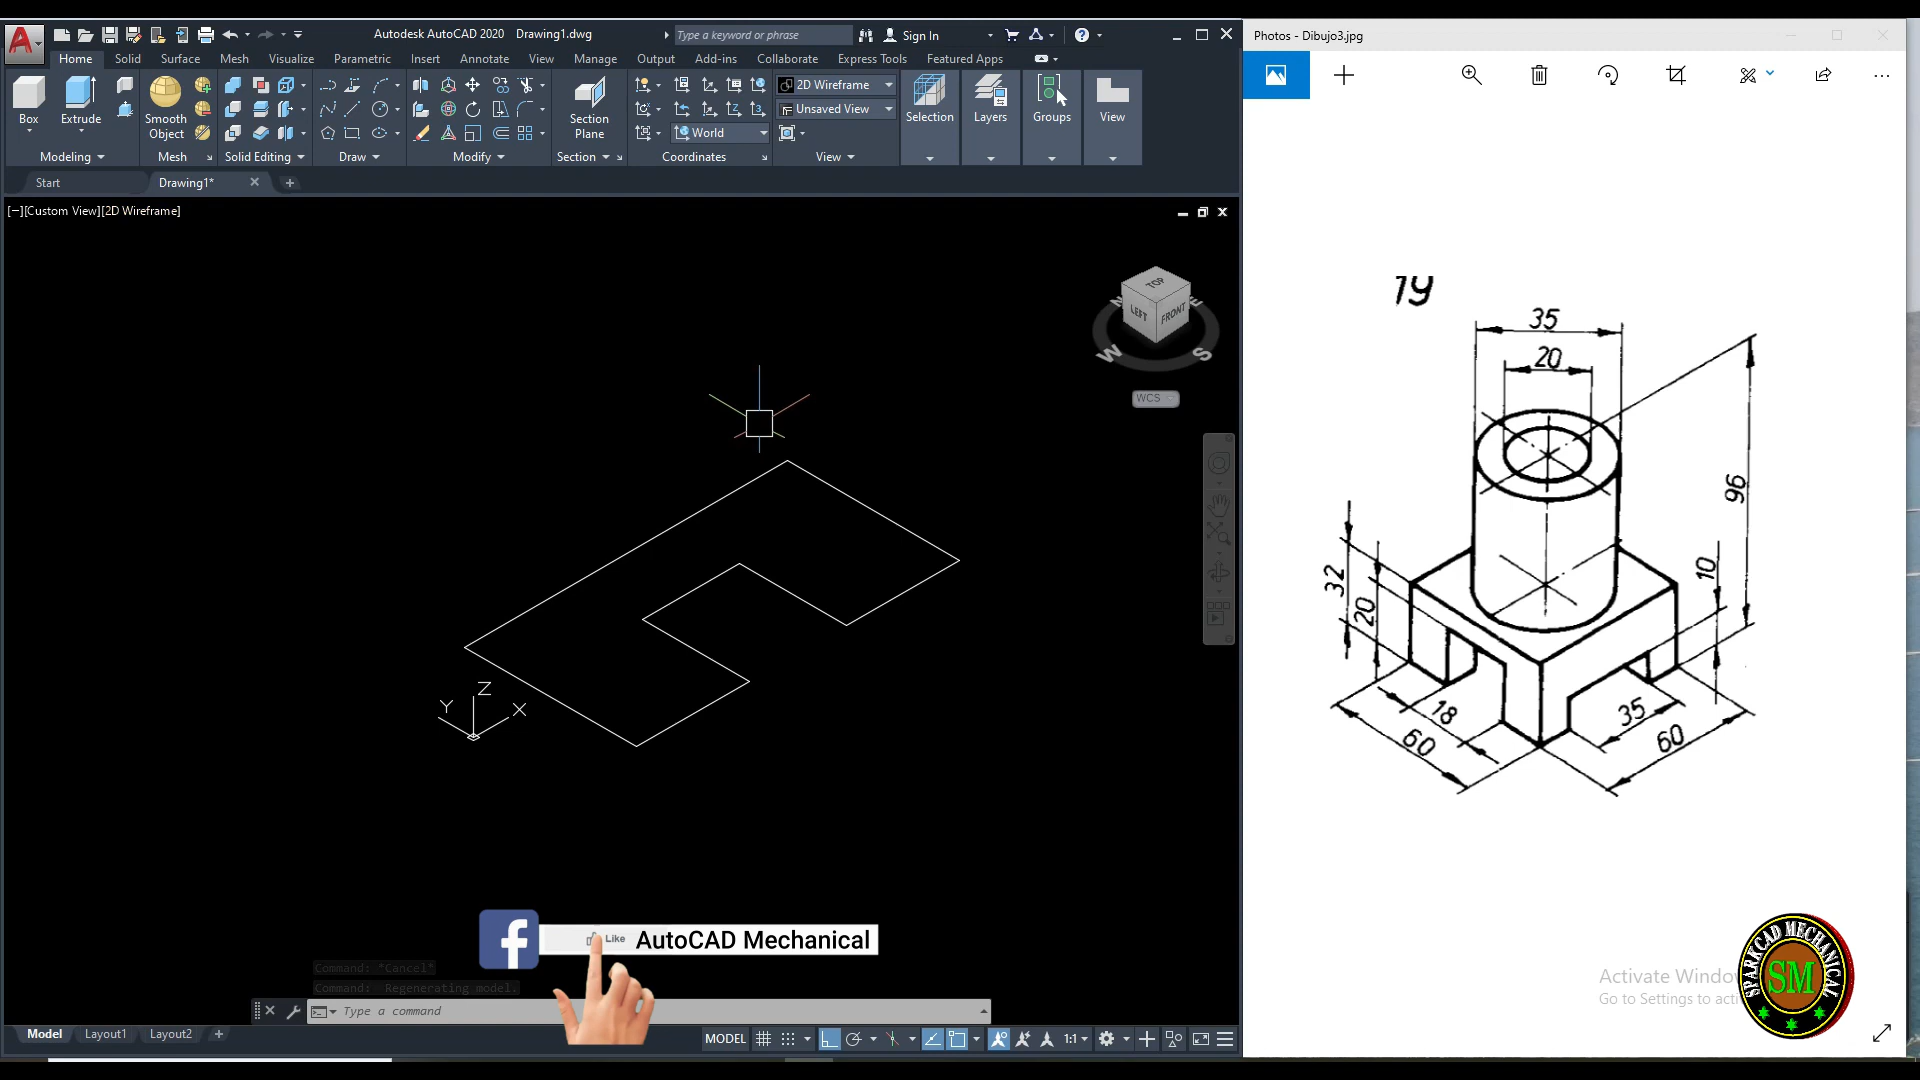 Autodesk AutoCAD 2020 Drawing1.dwg
Type a keyword or phrase
Sign In
Home Solid Surface Mesh Visualize Parametric Insert Annotate View Manage Output Add-ins Collaborate Express Tools Featured Apps
Box
Extrude
Smooth Object
Section Plane
2D Wireframe
Unsaved View
World
Selection
Layers
Groups
View
Modeling
Mesh
Solid Editing
Draw
Modify
Section
Coordinates
View
Start
Drawing1*
[−][Custom View][2D Wireframe]
TOP
LEFT
FRONT
N
E
W
S
WCS
Z
Y
X
f
Like
AutoCAD Mechanical
Command: *Cancel*
Command: Regenerating model.
Type a command
Model
Layout1
Layout2
MODEL
1:1
Photos - Dibujo3.jpg
19
35
20
96
10
32
20
18
60
35
60
Activate Windo
Go to Settings to acti
SPARKCAD MECHANICAL
SM